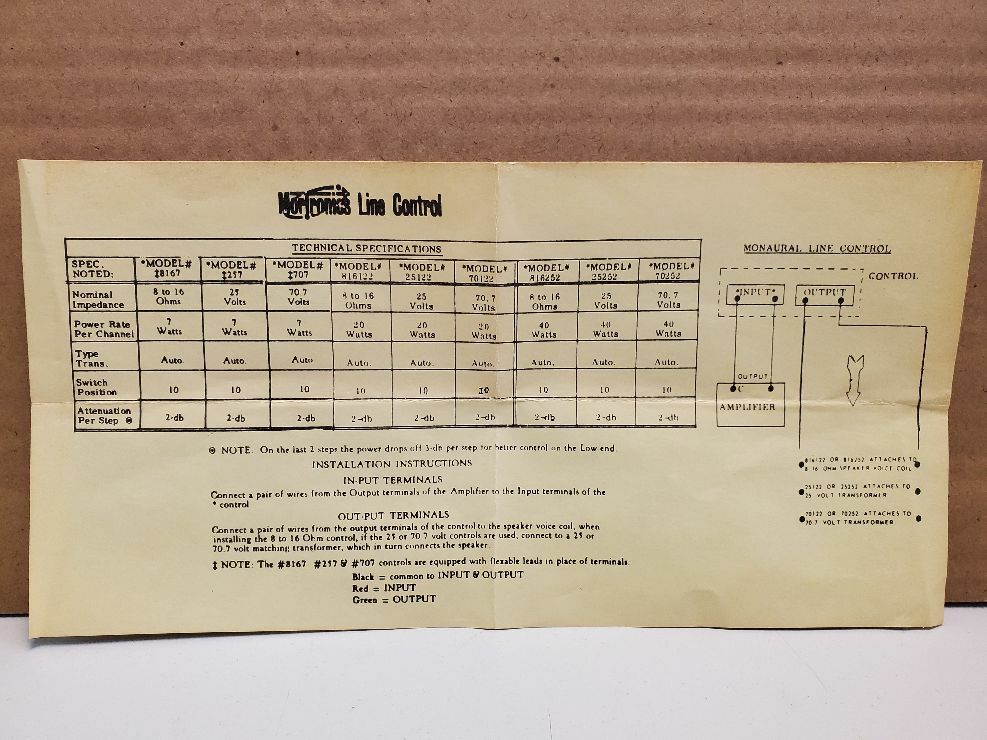 Mortronics Line Control
TECHNICAL SPECIFICATIONS
SPEC. NOTED: *MODEL# ‡8167 *MODEL# ‡257 *MODEL# ‡707 *MODEL# 816122 *MODEL# 25122 *MODEL# 70122 *MODEL# 816252 *MODEL# 25252 *MODEL# 70252
Nominal Impedance 8 to 16 Ohms 25 Volts 70.7 Volts 8 to 16 Ohms 25 Volts 70.7 Volts 8 to 16 Ohms 25 Volts 70.7 Volts
Power Rate Per Channel 7 Watts 7 Watts 7 Watts 20 Watts 20 Watts 20 Watts 40 Watts 40 Watts 40 Watts
Type Trans. Auto. Auto. Auto Auto. Auto. Auto. Auto. Auto. Auto.
Switch Position 10 10 10 10 10 10 10 10 10
Attenuation Per Step ⊗ 2-db 2-db 2-db 2-db 2-db 2-db 2-db 2-db 2-db
⊗ NOTE: On the last 2 steps the power drops off 3-db per step for better control on the Low end.
INSTALLATION INSTRUCTIONS
IN-PUT TERMINALS
Connect a pair of wires from the Output terminals of the Amplifier to the Input terminals of the
* control
OUT-PUT TERMINALS
Connect a pair of wires from the output terminals of the control to the speaker voice coil, when
installing the 8 to 16 Ohm control, if the 25 or 70.7 volt controls are used, connect to a 25 or
70.7 volt matching transformer, which in turn connects the speaker.
‡ NOTE: The #8167 #257 & #707 controls are equipped with flexable leads in place of terminals.
Black = common to INPUT & OUTPUT
Red = INPUT
Green = OUTPUT
MONAURAL LINE CONTROL
CONTROL
*INPUT* OUTPUT
OUTPUT
C
AMPLIFIER
816122 OR 816252 ATTACHES TO
8 16 OHM SPEAKER VOICE COIL
25122 OR 25252 ATTACHES TO
25 VOLT TRANSFORMER
70122 OR 70252 ATTACHES TO
70.7 VOLT TRANSFORMER